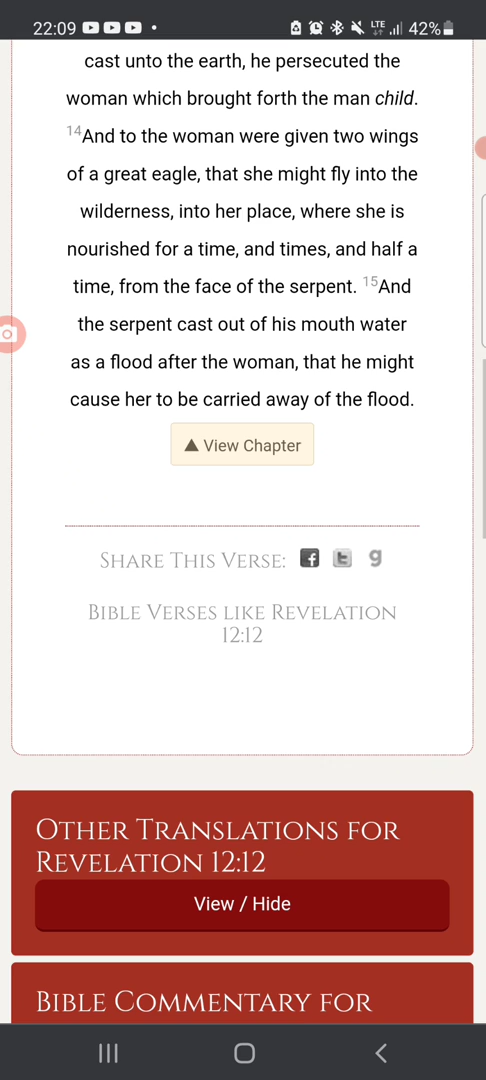 22:09 LTE 42%
cast unto the earth, he persecuted the
woman which brought forth the man child.
14And to the woman were given two wings
of a great eagle, that she might fly into the
wilderness, into her place, where she is
nourished for a time, and times, and half a
time, from the face of the serpent. 15And
the serpent cast out of his mouth water
as a flood after the woman, that he might
cause her to be carried away of the flood.
▲ View Chapter
Share This Verse: f t g
Bible Verses like Revelation
12:12
Other Translations for
Revelation 12:12
View / Hide
Bible Commentary for